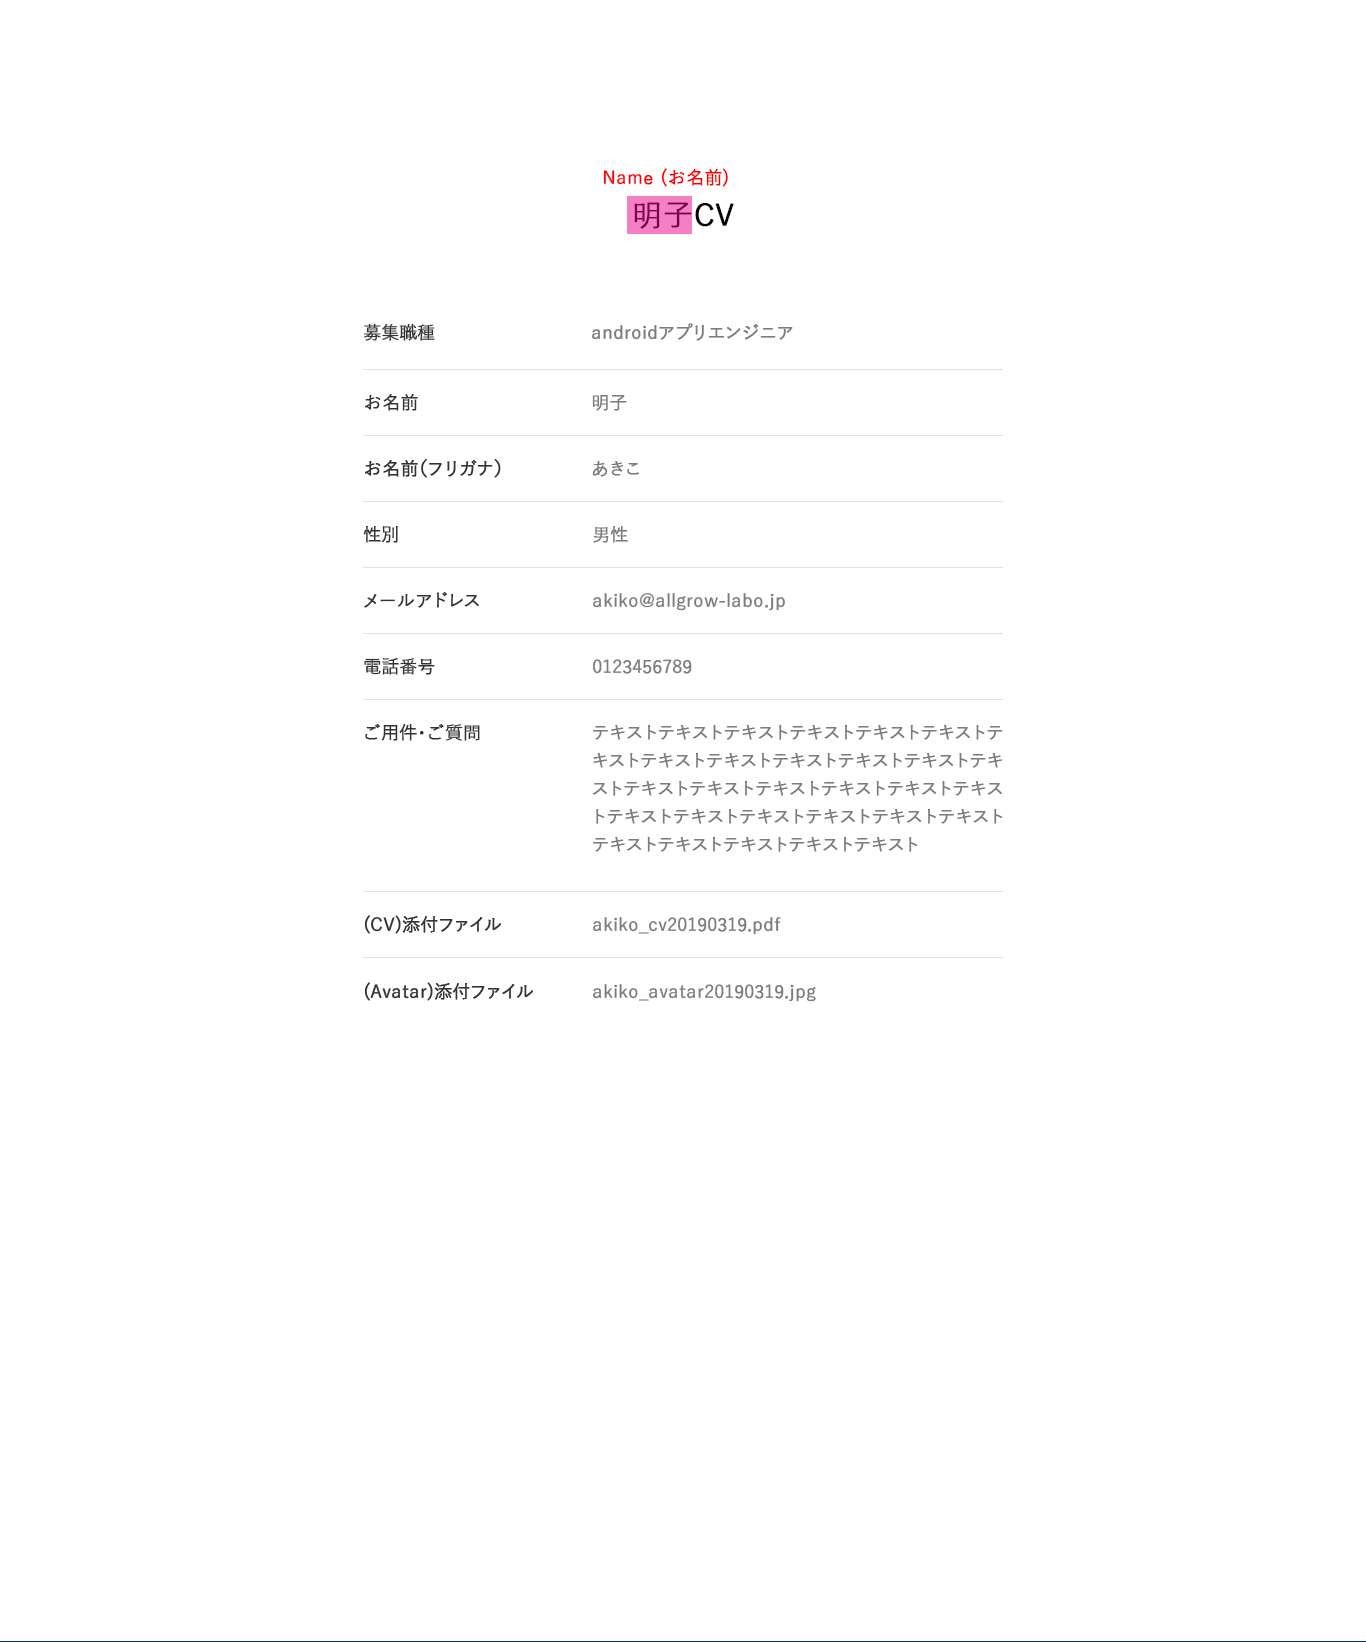 Name (お名前)
明子CV
募集職種 androidアプリエンジニア
お名前 明子
お名前(フリガナ) あきこ
性別 男性
メールアドレス akiko@allgrow-labo.jp
電話番号 0123456789
ご用件・ご質問 テキストテキストテキストテキストテキストテキストテ
キストテキストテキストテキストテキストテキストテキ
ストテキストテキストテキストテキストテキストテキス
トテキストテキストテキストテキストテキストテキスト
テキストテキストテキストテキストテキスト
(CV)添付ファイル akiko_cv20190319.pdf
(Avatar)添付ファイル akiko_avatar20190319.jpg